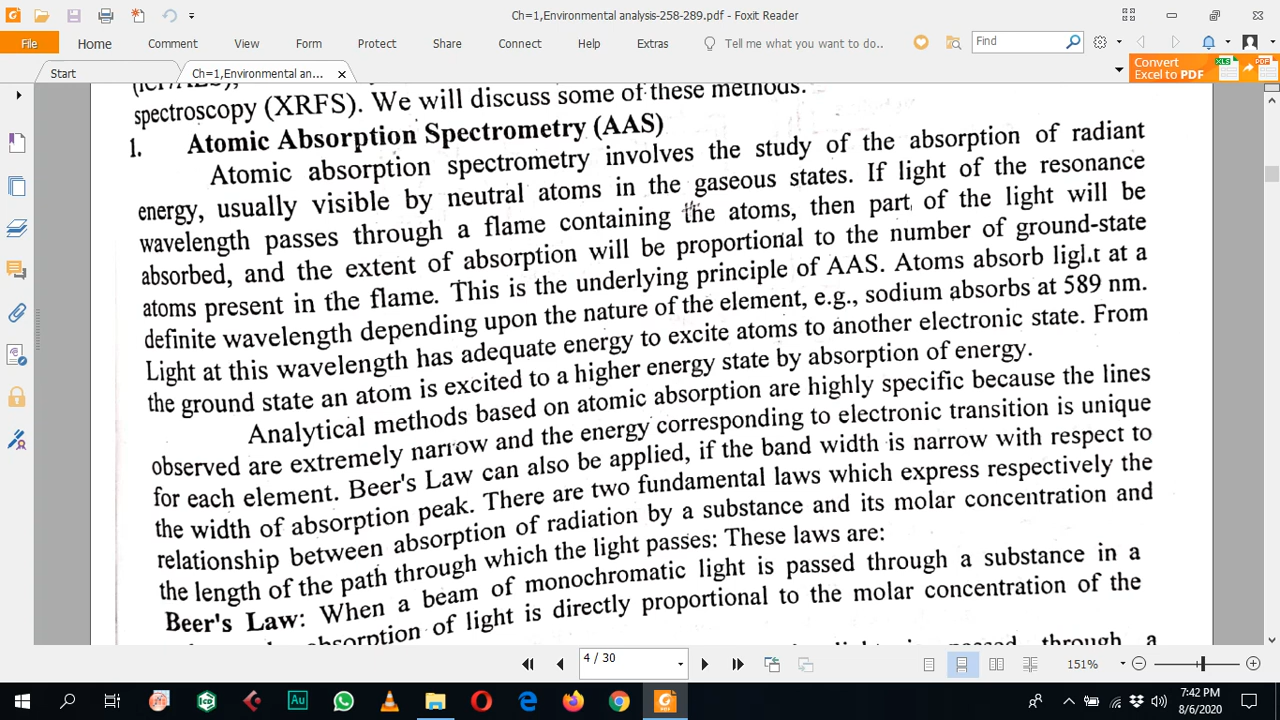 Ch=1,Environmental analysis-258-289.pdf - Foxit Reader
File Home Comment View Form Protect Share Connect Help Extras Tell me what you want to do.. Find
Start Ch=1,Environmental an... Convert
Excel to PDF
spectroscopy (XRFS). We will discuss some of these methods.
1. Atomic Absorption Spectrometry (AAS)
Atomic absorption spectrometry involves the study of the absorption of radiant
energy, usually visible by neutral atoms in the gaseous states. If light of the resonance
wavelength passes through a flame containing the atoms, then part of the light will be
absorbed, and the extent of absorption will be proportional to the number of ground-state
atoms present in the flame. This is the underlying principle of AAS. Atoms absorb light at a
definite wavelength depending upon the nature of the element, e.g., sodium absorbs at 589 nm.
Light at this wavelength has adequate energy to excite atoms to another electronic state. From
the ground state an atom is excited to a higher energy state by absorption of energy.
Analytical methods based on atomic absorption are highly specific because the lines
observed are extremely narrow and the energy corresponding to electronic transition is unique
for each element. Beer's Law can also be applied, if the band width is narrow with respect to
the width of absorption peak. There are two fundamental laws which express respectively the
relationship between absorption of radiation by a substance and its molar concentration and
the length of the path through which the light passes: These laws are:
Beer's Law: When a beam of monochromatic light is passed through a substance in a
absorption of light is directly proportional to the molar concentration of the
passed through a
4 / 30
151%
7:42 PM
8/6/2020